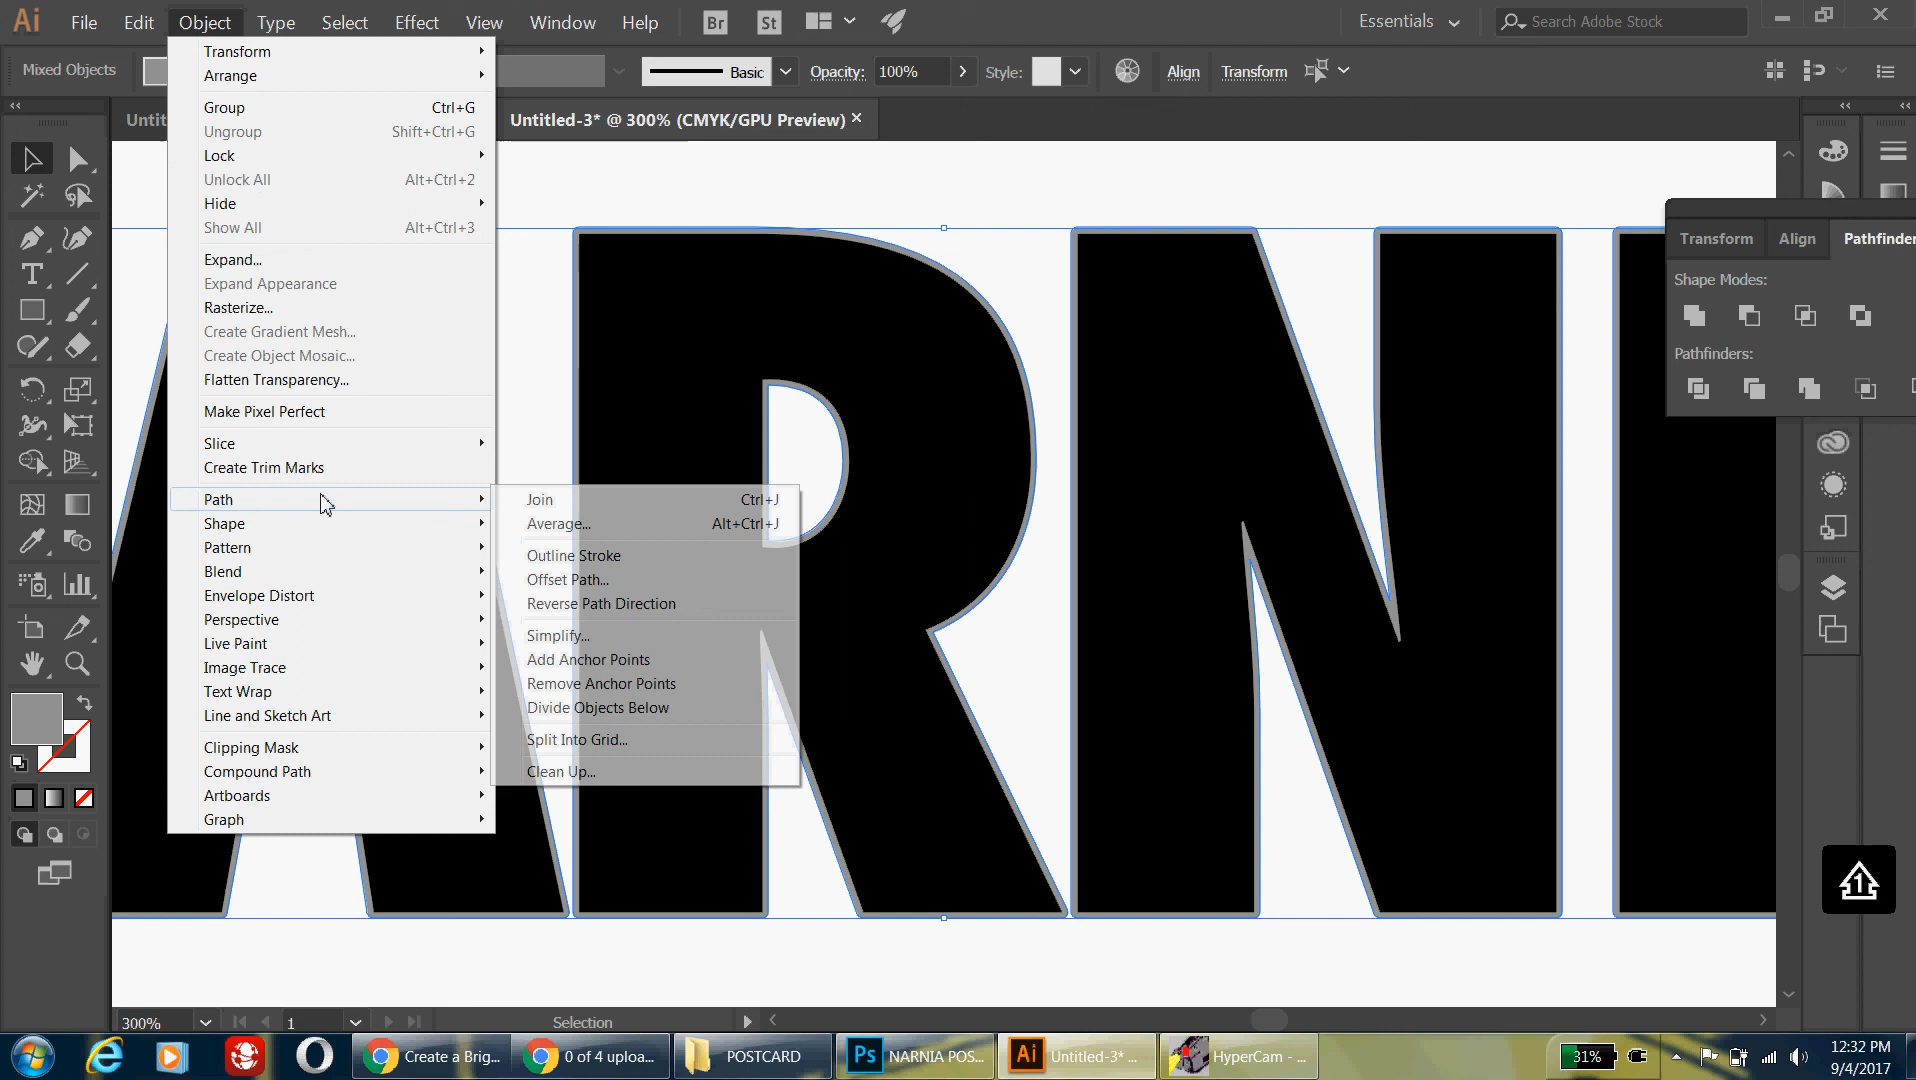 Ai File Edit Object Type Select Effect View Window Help Br St Essentials Search Adobe Stock
Mixed Objects Basic Opacity: 100% Style: Align Transform
Untit Untitled-3* @ 300% (CMYK/GPU Preview)
Transform
Arrange
Group Ctrl+G
Ungroup Shift+Ctrl+G
Lock
Unlock All Alt+Ctrl+2
Hide
Show All Alt+Ctrl+3
Expand...
Expand Appearance
Rasterize...
Create Gradient Mesh...
Create Object Mosaic...
Flatten Transparency...
Make Pixel Perfect
Slice
Create Trim Marks
Path
Shape
Pattern
Blend
Envelope Distort
Perspective
Live Paint
Image Trace
Text Wrap
Line and Sketch Art
Clipping Mask
Compound Path
Artboards
Graph
Join Ctrl+J
Average... Alt+Ctrl+J
Outline Stroke
Offset Path...
Reverse Path Direction
Simplify...
Add Anchor Points
Remove Anchor Points
Divide Objects Below
Split Into Grid...
Clean Up...
ARN
Transform Align Pathfinder
Shape Modes:
Pathfinders:
1
300% 1 Selection
Create a Brig... 0 of 4 uploa... POSTCARD Ps NARNIA POS... Ai Untitled-3* ... HyperCam - ... 31% 12:32 PM
9/4/2017